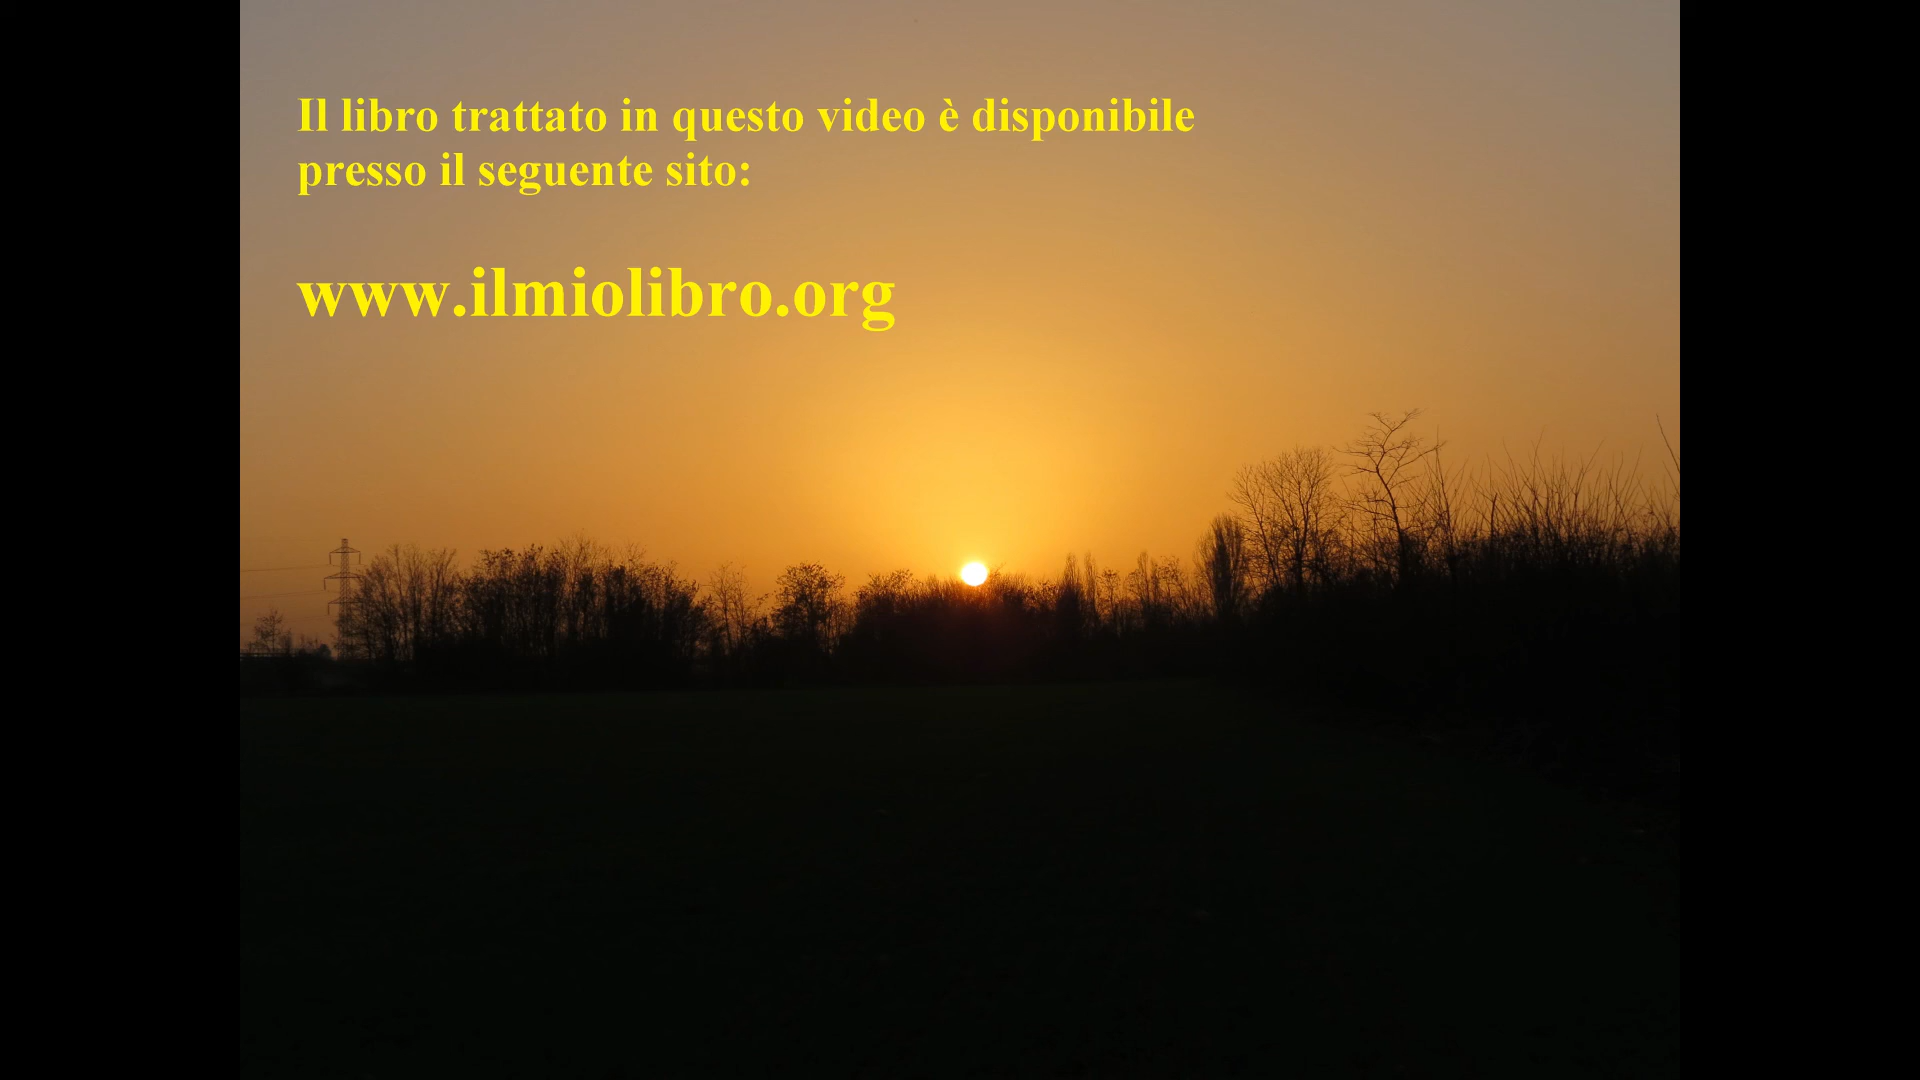 Il libro trattato in questo video è disponibile
presso il seguente sito:
www.ilmiolibro.org